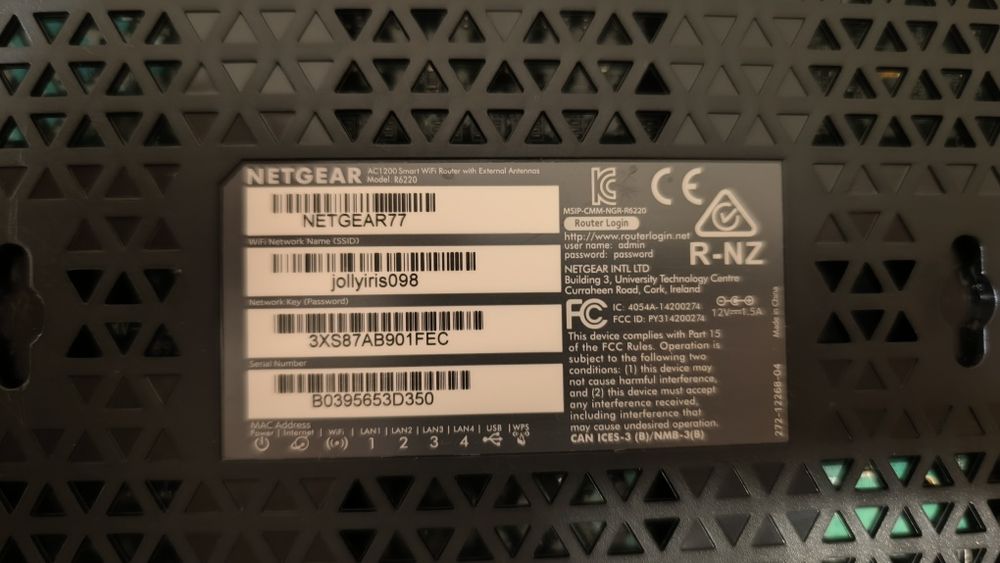 NETGEAR AC1200 Smart WiFi Router with External Antennas
Model: R6220
NETGEAR77
WiFi Network Name (SSID)
jollyiris098
Network Key (Password)
3XS87AB901FEC
Serial Number
B0395653D350
MAC Address
Power | Internet | WiFi | LAN1 | LAN2 | LAN3 | LAN4 | USB | WPS
1 2 3 4
CE
MSIP-CMM-NGR-R6220
Router Login
http://www.routerlogin.net
user name: admin
password: password
R-NZ
NETGEAR INTL LTD
Building 3, University Technology Centre
Curraheen Road, Cork, Ireland
FC IC: 4054A-14200274
FCC ID: PY314200274
12V⎓1.5A
This device complies with Part 15
of the FCC Rules. Operation is
subject to the following two
conditions: (1) this device may
not cause harmful interference,
and (2) this device must accept
any interference received,
including interference that
may cause undesired operation.
CAN ICES-3 (B)/NMB-3(B)
Made in China
272-12268-04